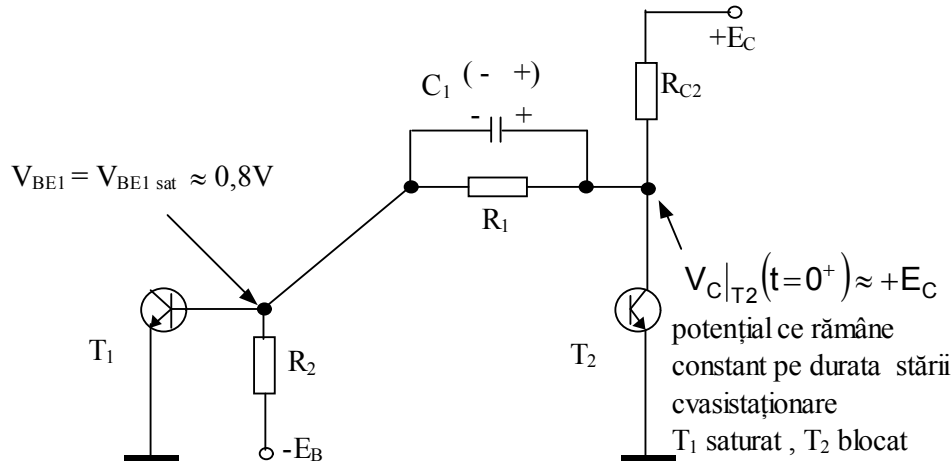 +E_C
C_1 ( - + )
- +
R_C2
V_BE1 = V_BE1 sat ≈ 0,8V
R_1
V_C|_T2 (t=0⁺) ≈ +E_C
potențial ce rămâne
constant pe durata stării
cvasistaționare
T_1 saturat , T_2 blocat
T_1
R_2
T_2
-E_B